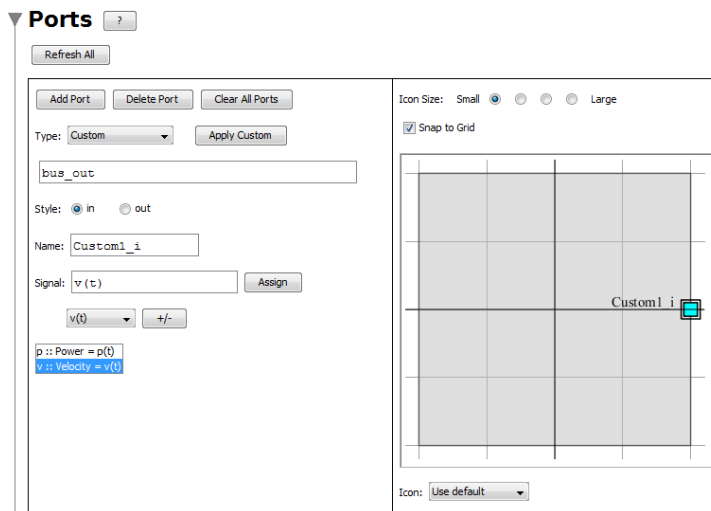 Ports ?
Refresh All
Add Port Delete Port Clear All Ports
Type: Custom Apply Custom
bus_out
Style: in out
Name: Custom1_i
Signal: v(t) Assign
v(t) +/-
p :: Power = p(t)
v :: Velocity = v(t)
Icon Size: Small Large
Snap to Grid
Custom1_i
Icon: Use default